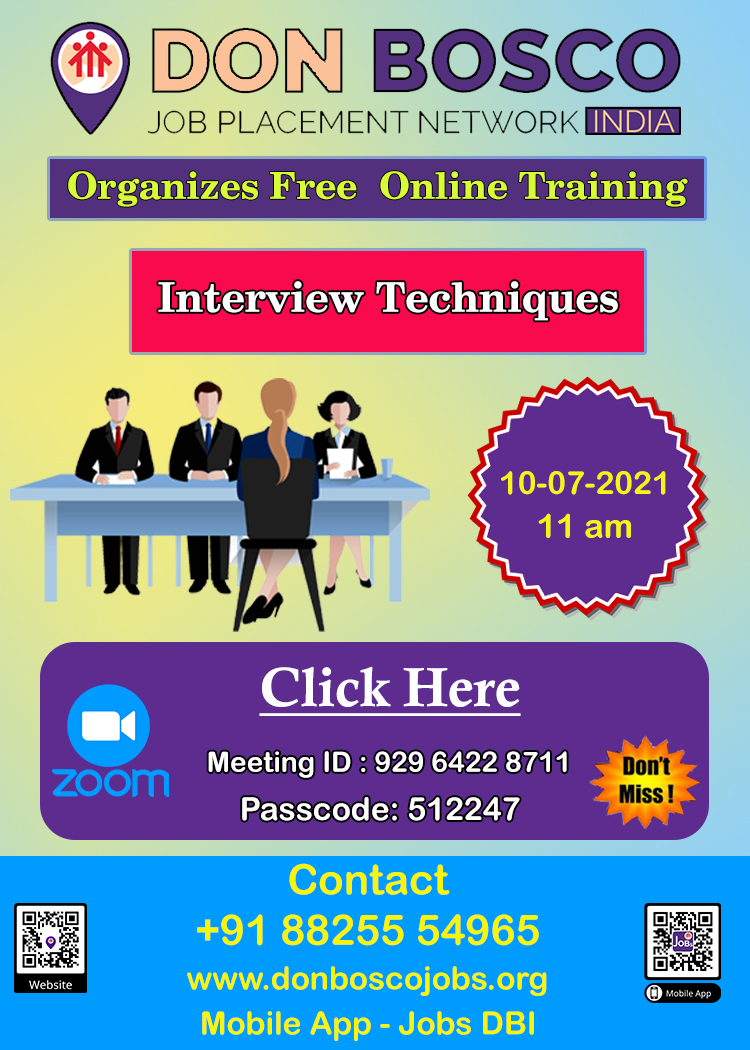 DON BOSCO
JOB PLACEMENT NETWORK INDIA
Organizes Free Online Training
Interview Techniques
10-07-2021
11 am
Click Here
zoom
Meeting ID : 929 6422 8711
Passcode: 512247
Don't
Miss !
Contact
+91 88255 54965
www.donboscojobs.org
Mobile App - Jobs DBI
Website
JOBS
Mobile App